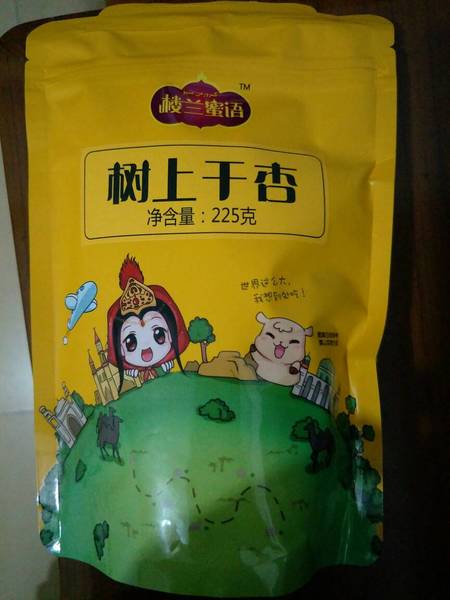 楼兰蜜语
TM
树上干杏
净含量：225克
世界这么大，
我想到处吃！